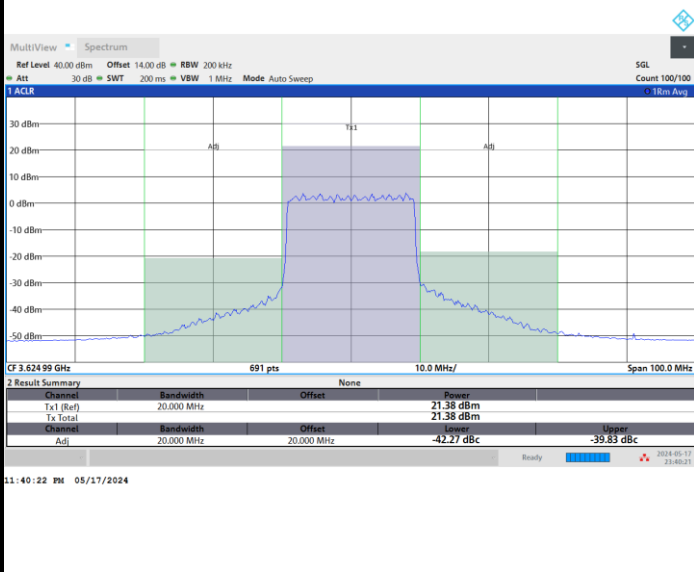 MultiView Spectrum
Ref Level 40.00 dBm Offset 14.00 dB RBW 200 kHz SGL
Att 30 dB SWT 200 ms VBW 1 MHz Mode Auto Sweep Count 100/100
1 ACLR 1Rm Avg
30 dBm
Tx1
20 dBm
Adj Adj
10 dBm
0 dBm
-10 dBm
-20 dBm
-30 dBm
-40 dBm
-50 dBm
CF 3.624 99 GHz 691 pts 10.0 MHz/ Span 100.0 MHz
2 Result Summary None
Channel Bandwidth Offset Power
Tx1 (Ref) 20.000 MHz 21.38 dBm
Tx Total 21.38 dBm
Channel Bandwidth Offset Lower Upper
Adj 20.000 MHz 20.000 MHz -42.27 dBc -39.83 dBc
Ready 2024-05-17
23:40:21
11:40:22 PM 05/17/2024